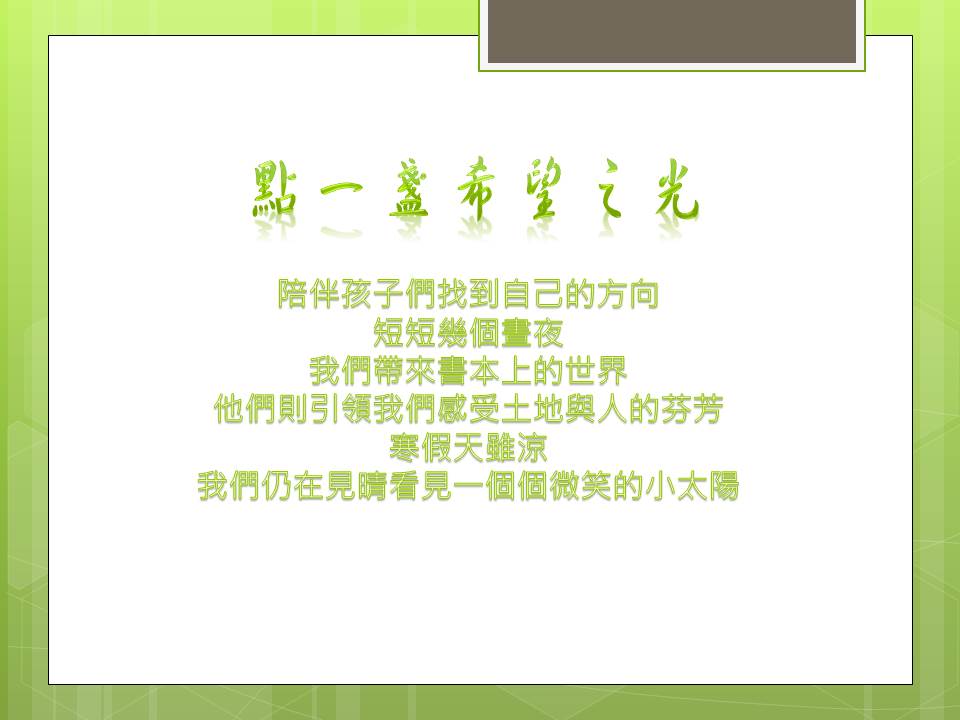 點一盞希望之光
陪伴孩子們找到自己的方向
短短幾個晝夜
我們帶來書本上的世界
他們則引領我們感受土地與人的芬芳
寒假天雖涼
我們仍在見晴看見一個個微笑的小太陽